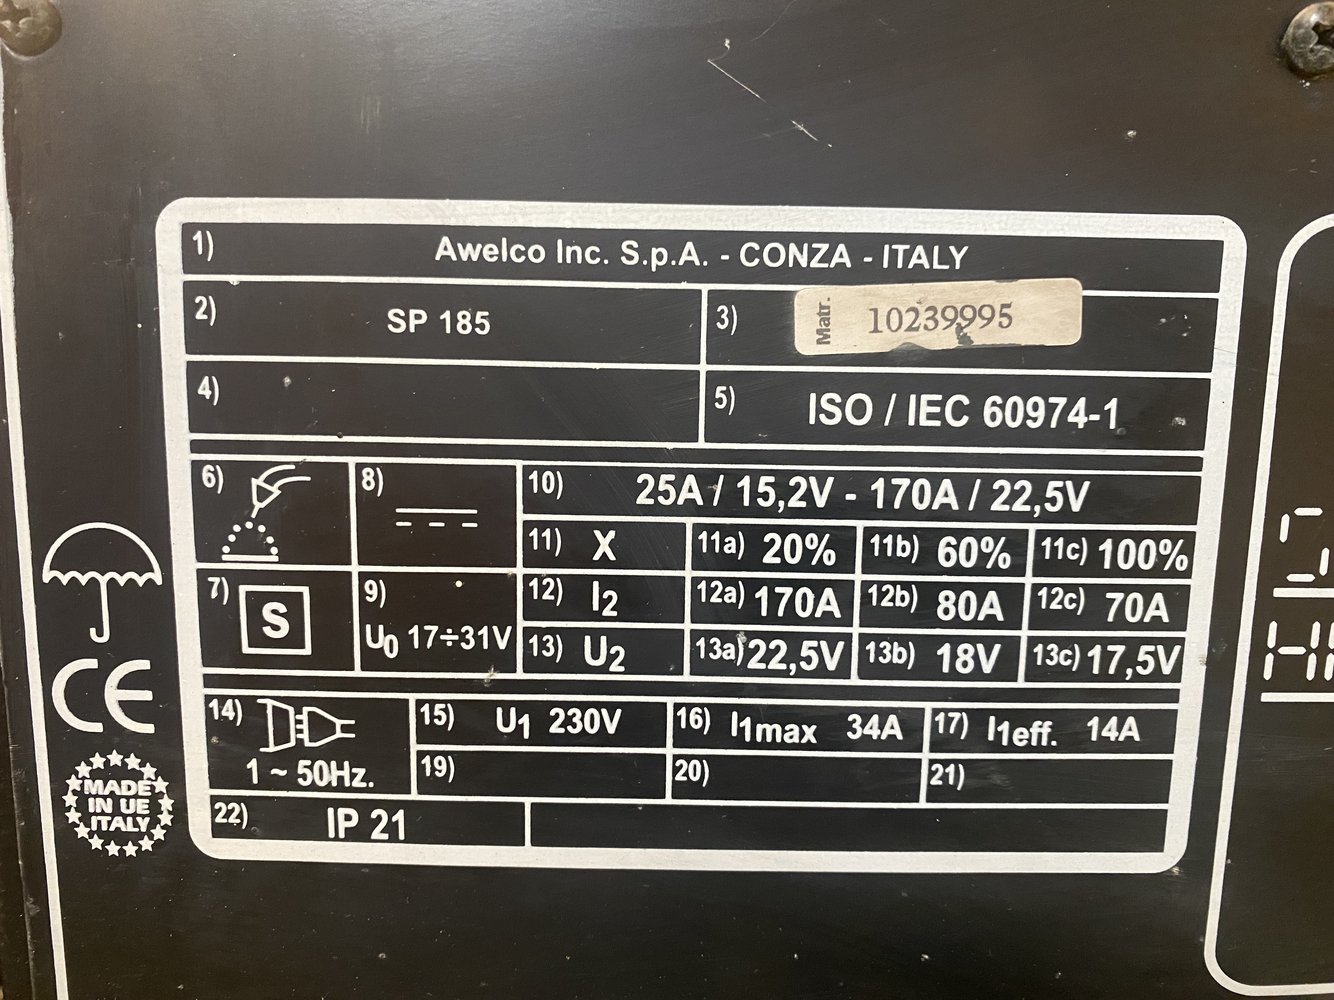 1) Awelco Inc. S.p.A. - CONZA - ITALY
2) SP 185
3) Matr. 10239995
4)
5) ISO / IEC 60974-1
6)
8)
10) 25A / 15,2V - 170A / 22,5V
11) X 11a) 20% 11b) 60% 11c) 100%
7) S
9) U0 17÷31V
12) I2 12a) 170A 12b) 80A 12c) 70A
13) U2 13a) 22,5V 13b) 18V 13c) 17,5V
14) 1 ~ 50Hz.
15) U1 230V
16) I1max 34A
17) I1eff. 14A
19)
20)
21)
22) IP 21
CE
MADE
IN UE
ITALY